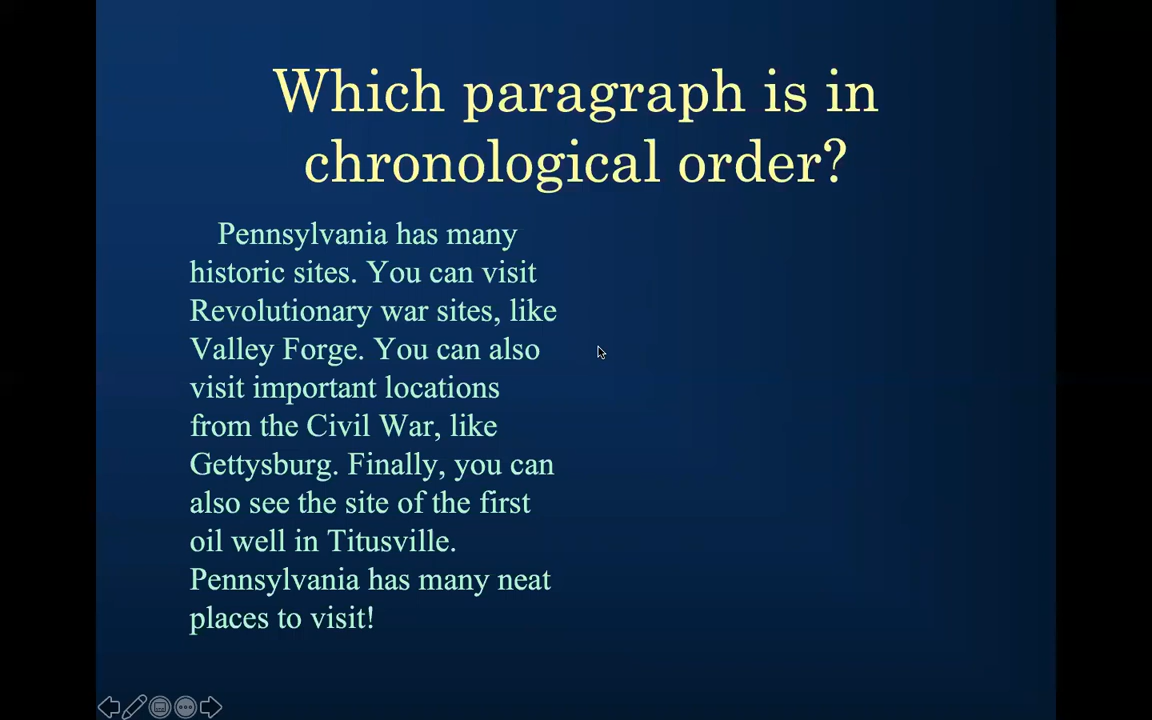 Which paragraph is in
chronological order?
Pennsylvania has many
historic sites. You can visit
Revolutionary war sites, like
Valley Forge. You can also
visit important locations
from the Civil War, like
Gettysburg. Finally, you can
also see the site of the first
oil well in Titusville.
Pennsylvania has many neat
places to visit!